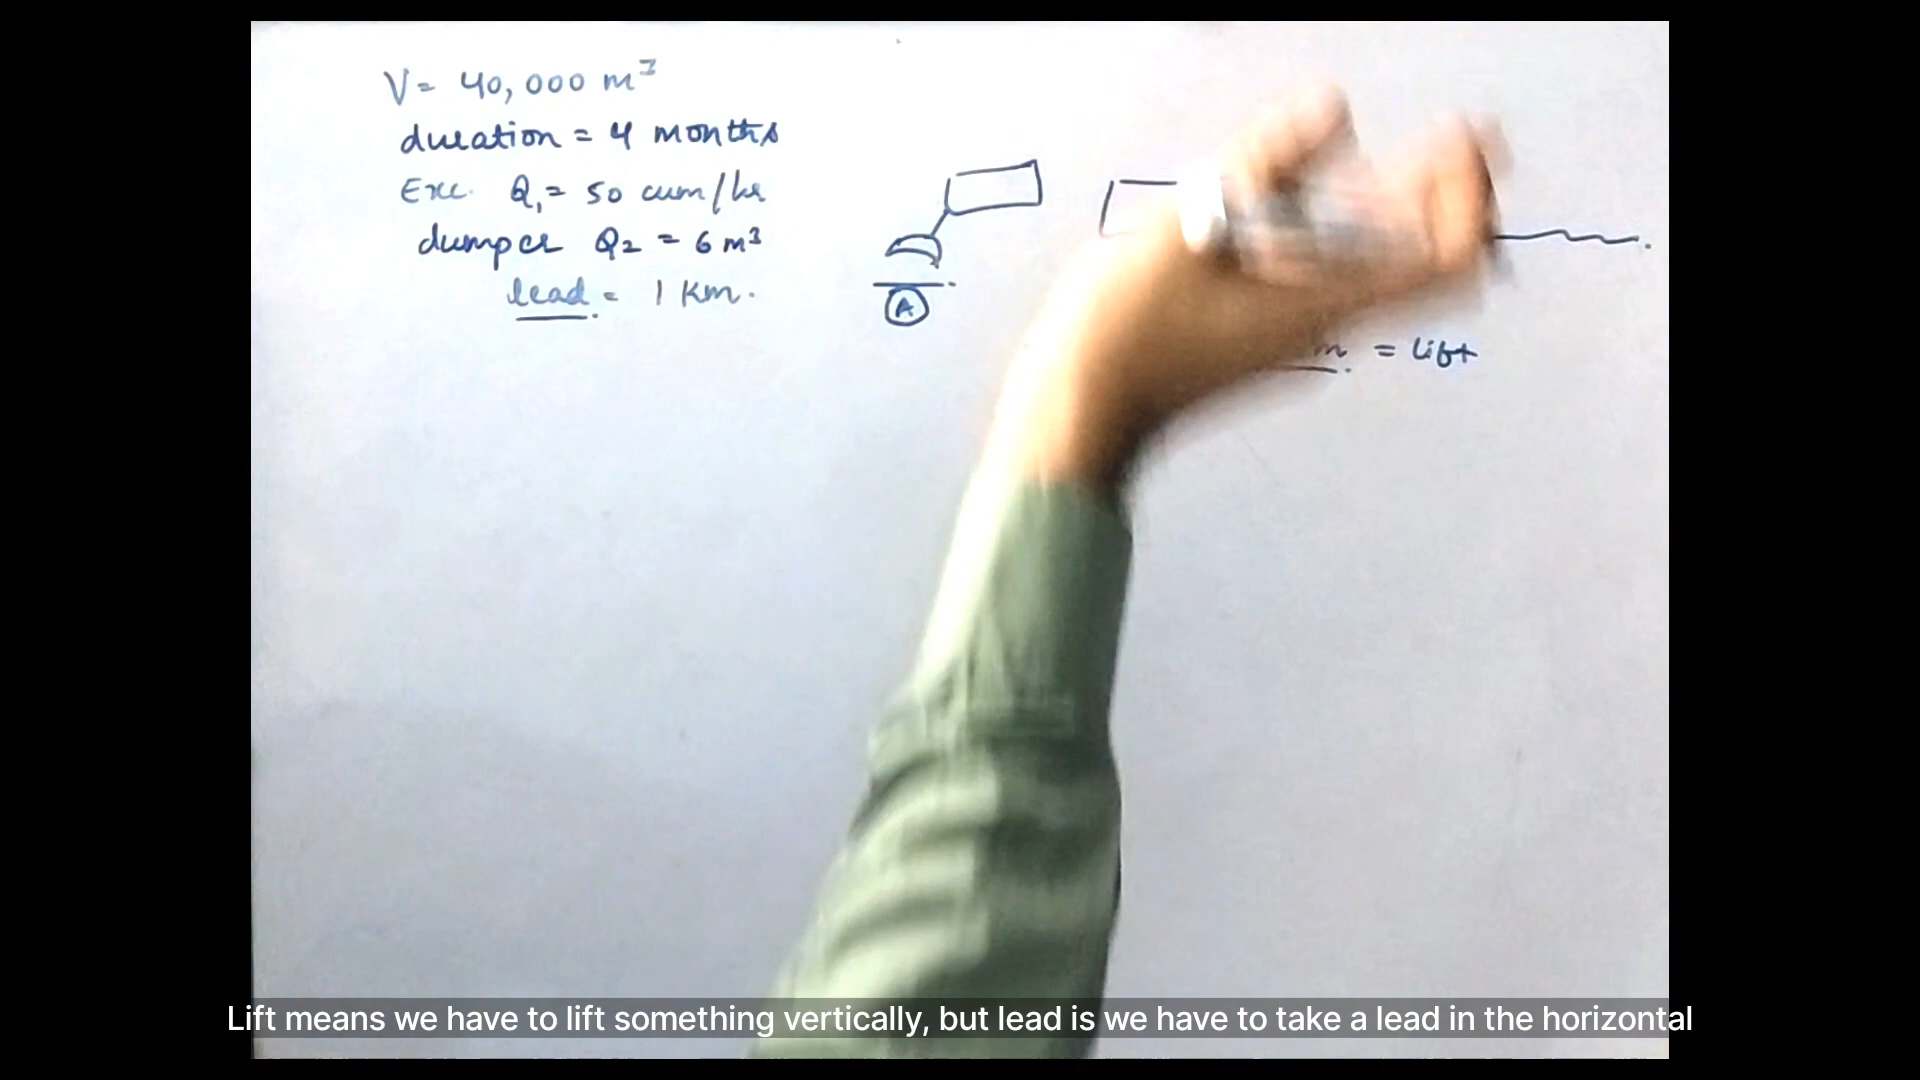 V = 40,000 m³
duration = 4 months
Exc. Q₁ = 50 cum/hr
dumper Q₂ = 6 m³
lead = 1 km.
A
m = lift
Lift means we have to lift something vertically, but lead is we have to take a lead in the horizontal